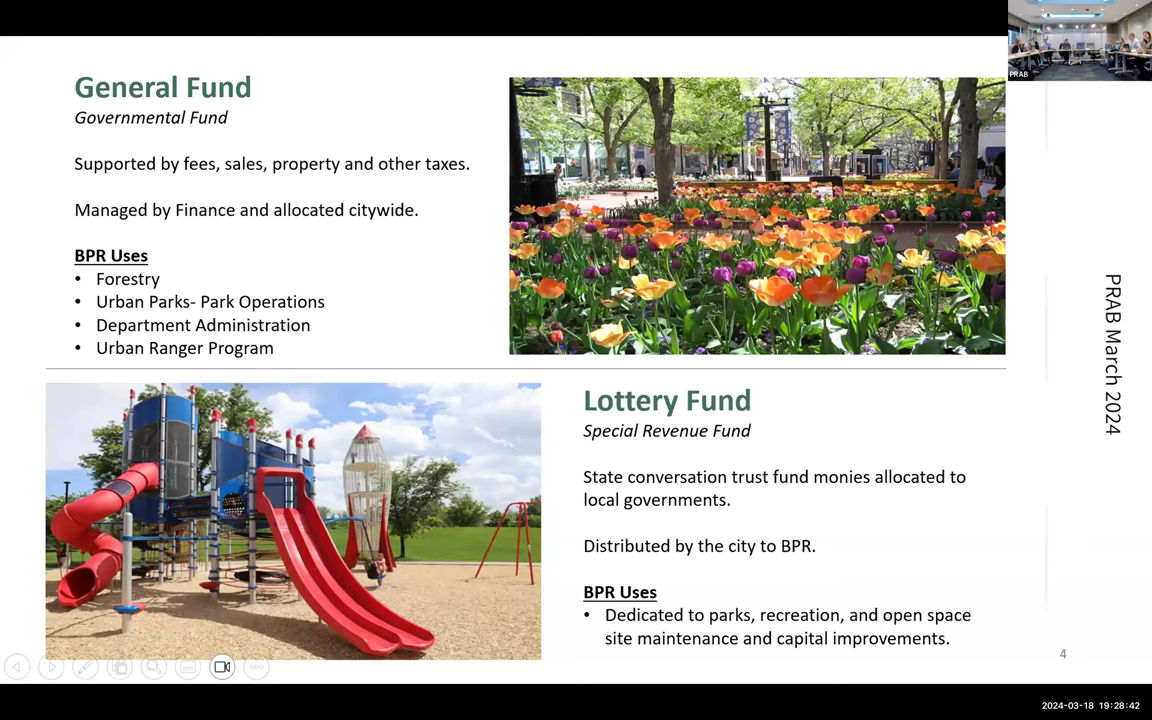 PRAB
General Fund
Governmental Fund
Supported by fees, sales, property and other taxes.
Managed by Finance and allocated citywide.
BPR Uses
• Forestry
• Urban Parks- Park Operations
• Department Administration
• Urban Ranger Program
Lottery Fund
Special Revenue Fund
State conversation trust fund monies allocated to
local governments.
Distributed by the city to BPR.
BPR Uses
• Dedicated to parks, recreation, and open space
site maintenance and capital improvements.
PRAB March 2024
4
2024-03-18 19:28:42